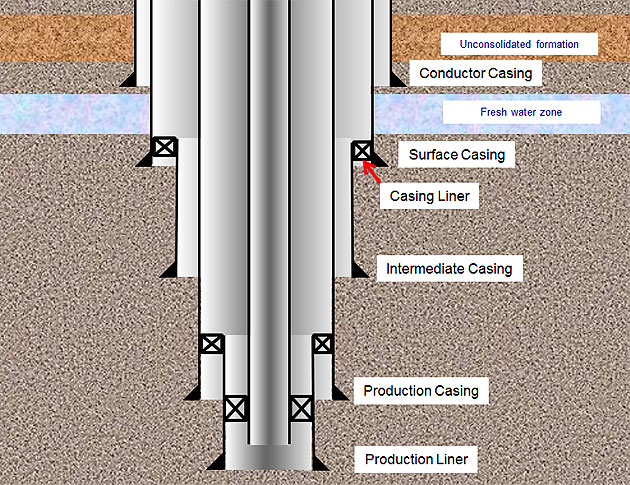 Unconsolidated formation
Conductor Casing
Fresh water zone
Surface Casing
Casing Liner
Intermediate Casing
Production Casing
Production Liner